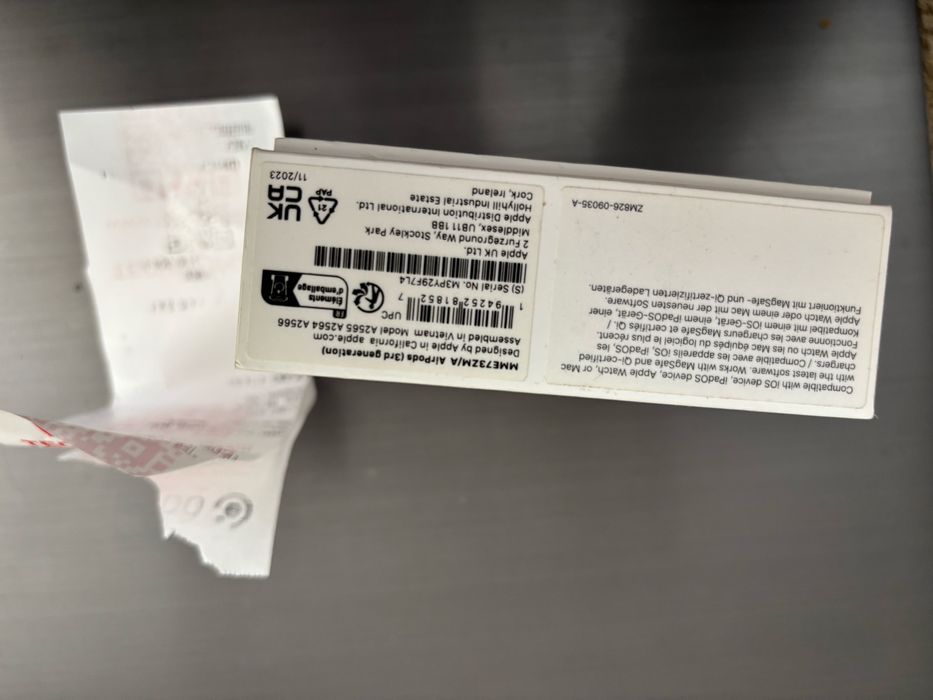 MME73ZM/A/AirPods (3rd generation)
Designed by Apple in California apple.com
Assembled in Vietnam Model A2565 A2564 A2566
UPC
FR
Éléments
d'emballage
(S) Serial No. M3PY29F7L4
Apple UK Ltd.
2 Furzeground Way, Stockley Park
Middlesex, UB11 1BB
Apple Distribution International Ltd.
Hollyhill Industrial Estate
Cork, Ireland
21
PAP
UK
CA
11/2023
Compatible with iOS device, iPadOS device, Apple Watch, or Mac
with the latest software. Works with MagSafe and Qi-certified
chargers. / Compatible avec les appareils iOS, iPadOS, les
Apple Watch ou les Mac équipés du logiciel le plus récent.
Fonctionne avec les chargeurs MagSafe et certifiés Qi. /
Kompatibel mit einem iOS-Gerät, einem iPadOS-Gerät, einer
Apple Watch oder einem Mac mit der neuesten Software.
Funktioniert mit MagSafe- und Qi-zertifizierten Ladegeräten.
ZM826-09035-A